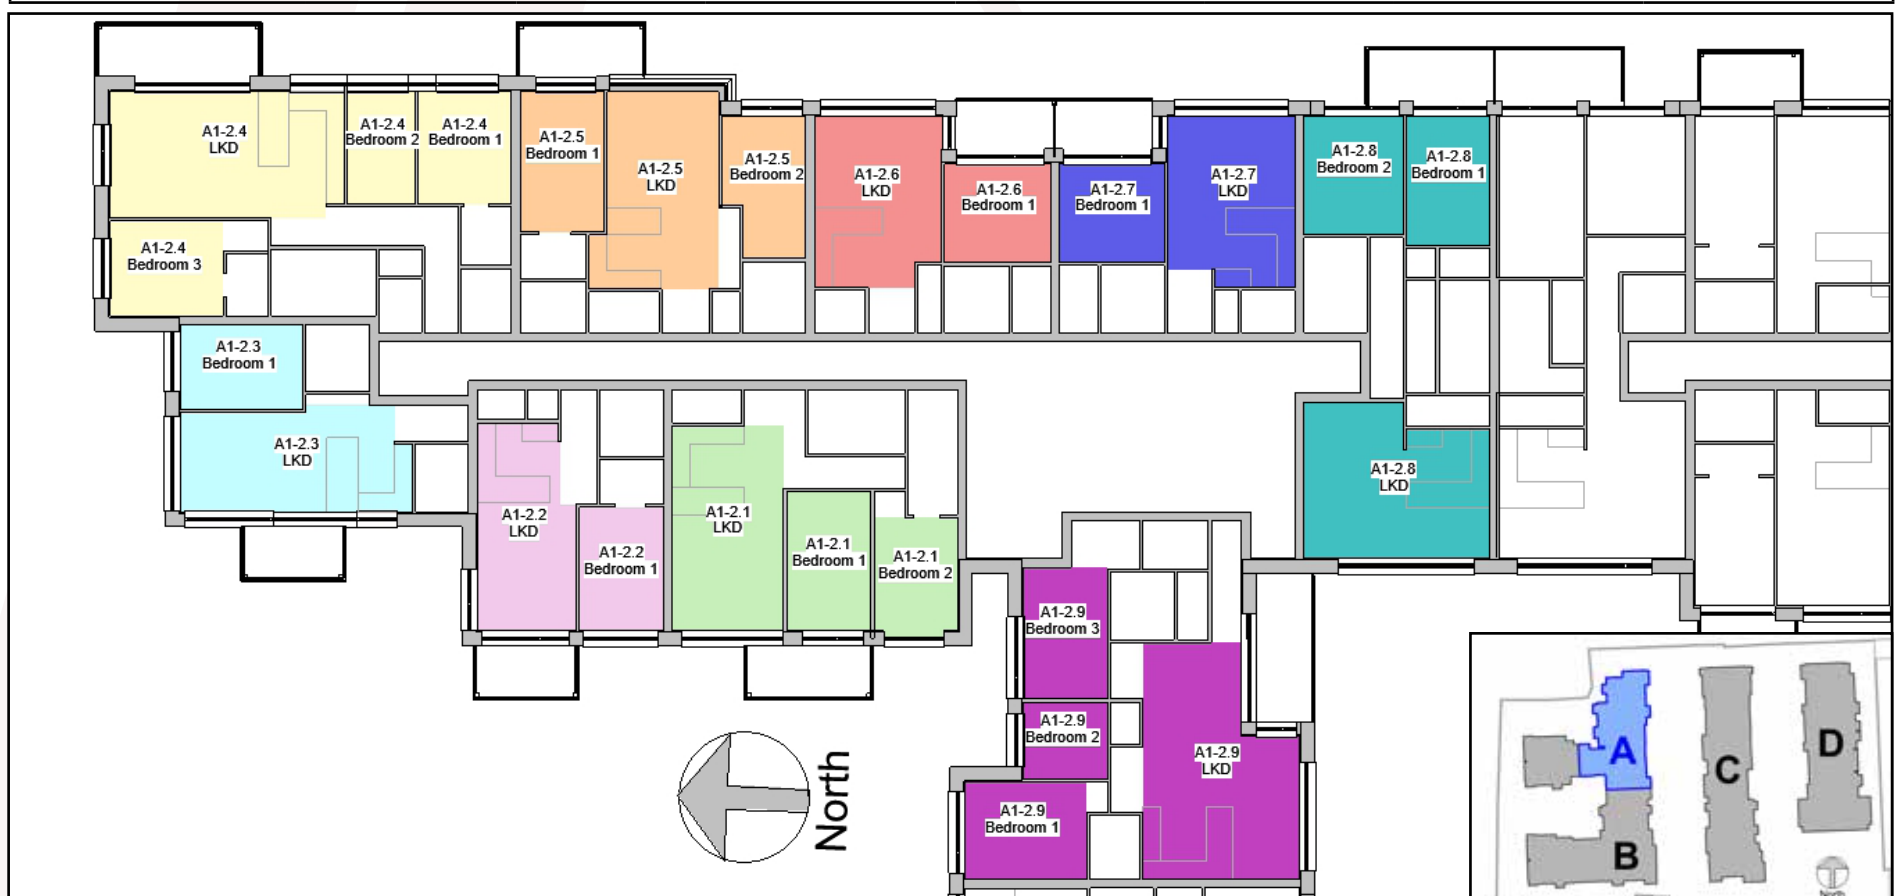 A1-2.4
LKD
A1-2.4
Bedroom 2
A1-2.4
Bedroom 1
A1-2.5
Bedroom 1
A1-2.5
LKD
A1-2.5
Bedroom 2
A1-2.6
LKD
A1-2.6
Bedroom 1
A1-2.7
Bedroom 1
A1-2.7
LKD
A1-2.8
Bedroom 2
A1-2.8
Bedroom 1
A1-2.4
Bedroom 3
A1-2.3
Bedroom 1
A1-2.3
LKD
A1-2.2
LKD
A1-2.2
Bedroom 1
A1-2.1
LKD
A1-2.1
Bedroom 1
A1-2.1
Bedroom 2
A1-2.8
LKD
A1-2.9
Bedroom 3
A1-2.9
Bedroom 2
A1-2.9
LKD
A1-2.9
Bedroom 1
North
A
B
C
D